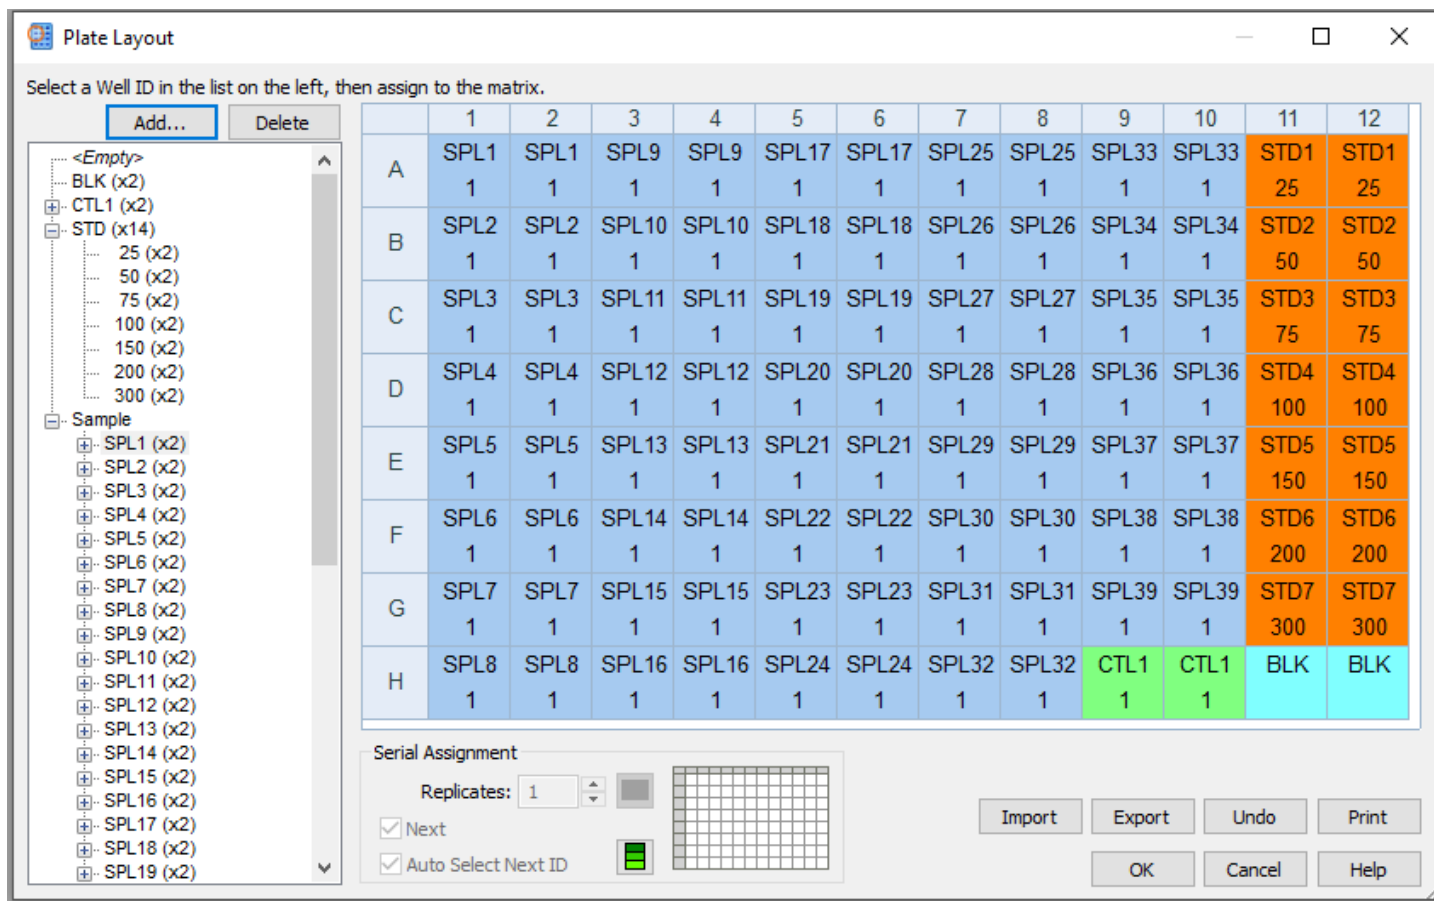 Plate Layout
Select a Well ID in the list on the left, then assign to the matrix.
Add...
Delete
<Empty>
BLK (x2)
CTL1 (x2)
STD (x14)
25 (x2)
50 (x2)
75 (x2)
100 (x2)
150 (x2)
200 (x2)
300 (x2)
Sample
SPL1 (x2)
SPL2 (x2)
SPL3 (x2)
SPL4 (x2)
SPL5 (x2)
SPL6 (x2)
SPL7 (x2)
SPL8 (x2)
SPL9 (x2)
SPL10 (x2)
SPL11 (x2)
SPL12 (x2)
SPL13 (x2)
SPL14 (x2)
SPL15 (x2)
SPL16 (x2)
SPL17 (x2)
SPL18 (x2)
SPL19 (x2)
1 2 3 4 5 6 7 8 9 10 11 12
A
SPL1 SPL1 SPL9 SPL9 SPL17 SPL17 SPL25 SPL25 SPL33 SPL33 STD1 STD1
1 1 1 1 1 1 1 1 1 1 25 25
B
SPL2 SPL2 SPL10 SPL10 SPL18 SPL18 SPL26 SPL26 SPL34 SPL34 STD2 STD2
1 1 1 1 1 1 1 1 1 1 50 50
C
SPL3 SPL3 SPL11 SPL11 SPL19 SPL19 SPL27 SPL27 SPL35 SPL35 STD3 STD3
1 1 1 1 1 1 1 1 1 1 75 75
D
SPL4 SPL4 SPL12 SPL12 SPL20 SPL20 SPL28 SPL28 SPL36 SPL36 STD4 STD4
1 1 1 1 1 1 1 1 1 1 100 100
E
SPL5 SPL5 SPL13 SPL13 SPL21 SPL21 SPL29 SPL29 SPL37 SPL37 STD5 STD5
1 1 1 1 1 1 1 1 1 1 150 150
F
SPL6 SPL6 SPL14 SPL14 SPL22 SPL22 SPL30 SPL30 SPL38 SPL38 STD6 STD6
1 1 1 1 1 1 1 1 1 1 200 200
G
SPL7 SPL7 SPL15 SPL15 SPL23 SPL23 SPL31 SPL31 SPL39 SPL39 STD7 STD7
1 1 1 1 1 1 1 1 1 1 300 300
H
SPL8 SPL8 SPL16 SPL16 SPL24 SPL24 SPL32 SPL32 CTL1 CTL1 BLK BLK
1 1 1 1 1 1 1 1 1 1
Serial Assignment
Replicates: 1
Next
Auto Select Next ID
Import Export Undo Print
OK Cancel Help